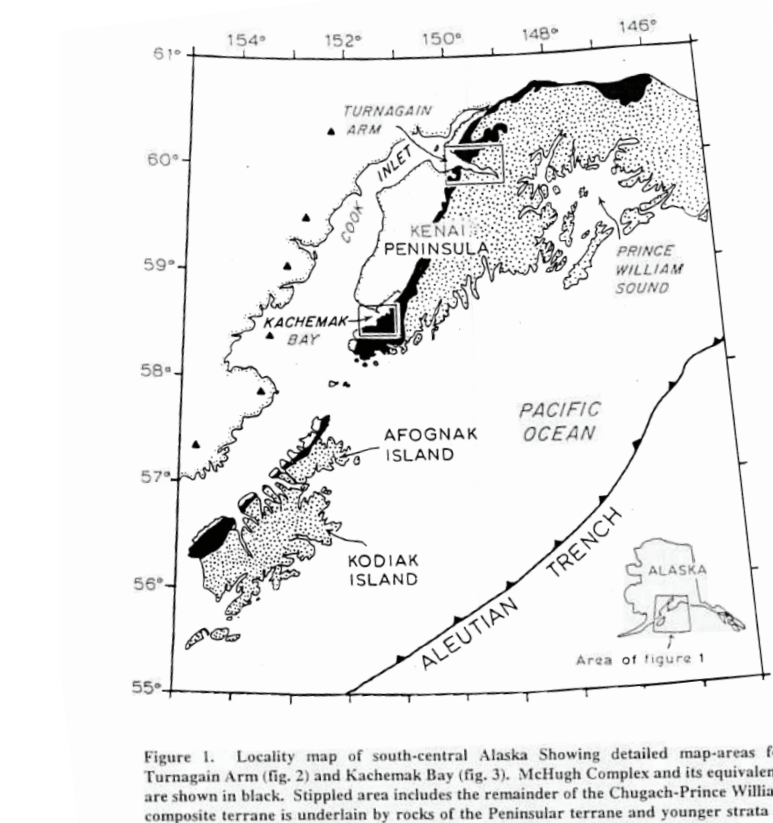 154° 152° 150° 148° 146°
61°
TURNAGAIN
ARM
60°
COOK INLET
KENAI
PENINSULA
59°
PRINCE
WILLIAM
SOUND
KACHEMAK
BAY
58°
PACIFIC
OCEAN
AFOGNAK
ISLAND
57°
KODIAK
ISLAND
ALEUTIAN TRENCH
ALASKA
56°
Area of figure 1
55°
Figure 1. Locality map of south-central Alaska Showing detailed map-areas f
Turnagain Arm (fig. 2) and Kachemak Bay (fig. 3). McHugh Complex and its equivalen
are shown in black. Stippled area includes the remainder of the Chugach-Prince Willia
composite terrane is underlain by rocks of the Peninsular terrane and younger strata